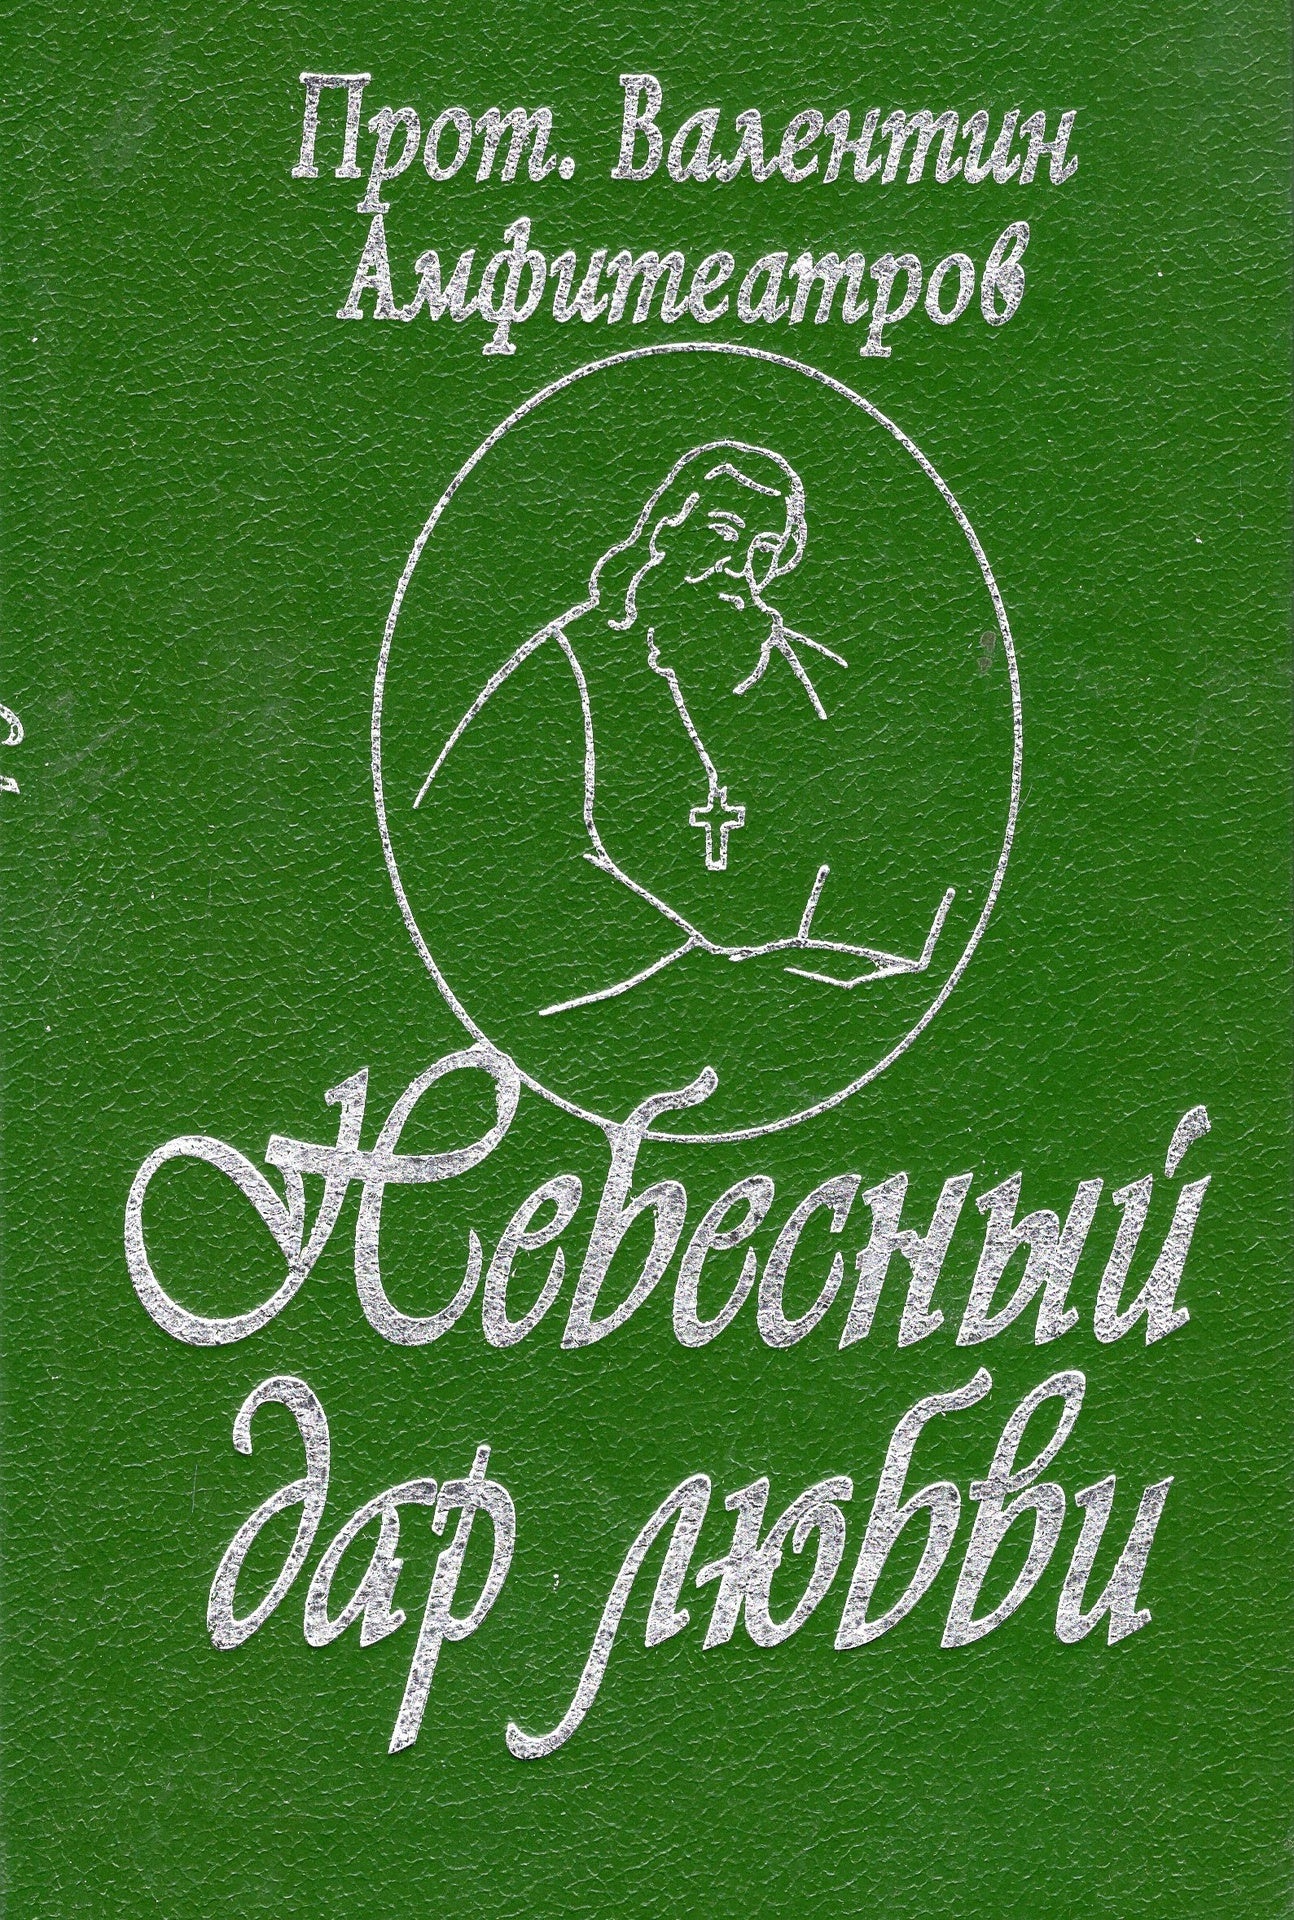 Прот. Валентин
Амфитеатров
Небесный
дар любви